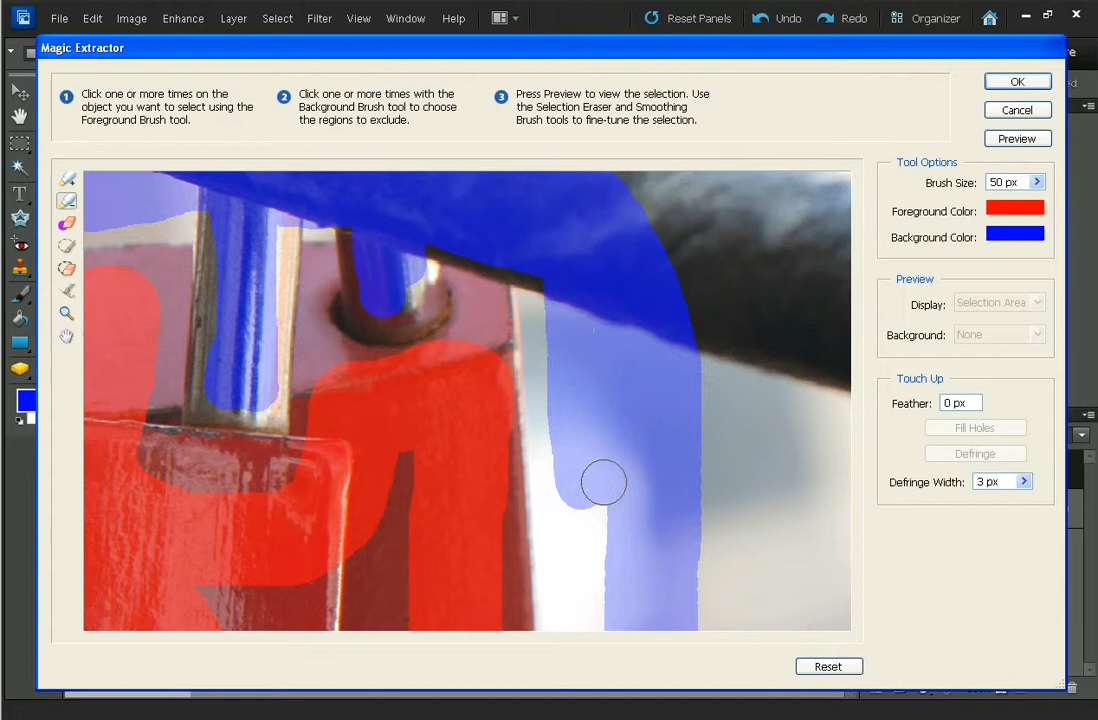 File Edit Image Enhance Layer Select Filter View Window Help Reset Panels Undo Redo Organizer
Magic Extractor
1 Click one or more times on the
object you want to select using the
Foreground Brush tool.
2 Click one or more times with the
Background Brush tool to choose
the regions to exclude.
3 Press Preview to view the selection. Use
the Selection Eraser and Smoothing
Brush tools to fine-tune the selection.
OK
Cancel
Preview
Tool Options
Brush Size: 50 px
Foreground Color:
Background Color:
Preview
Display: Selection Area
Background: None
Touch Up
Feather: 0 px
Fill Holes
Defringe
Defringe Width: 3 px
Reset
T